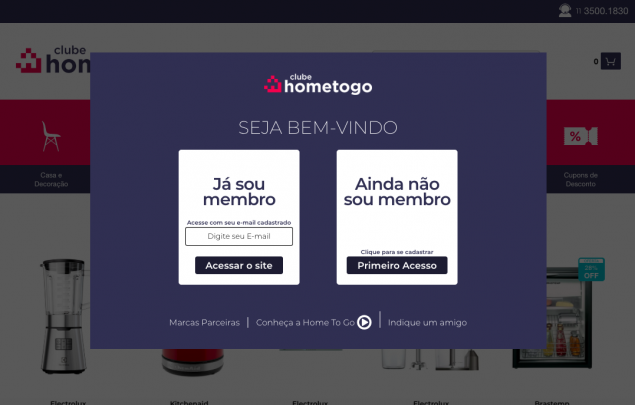 11 3500.1830
clube
hom
0
clube
hometogo
SEJA BEM-VINDO
Já sou
membro
Acesse com seu e-mail cadastrado
Digite seu E-mail
Acessar o site
Ainda não
sou membro
Clique para se cadastrar
Primeiro Acesso
Marcas Parceiras | Conheça a Home To Go | Indique um amigo
Casa e
Decoração
%
Cupons de
Desconto
28%
OFF
Electrolux
Kitchenaid
Electrolux
Electrolux
Brastemp